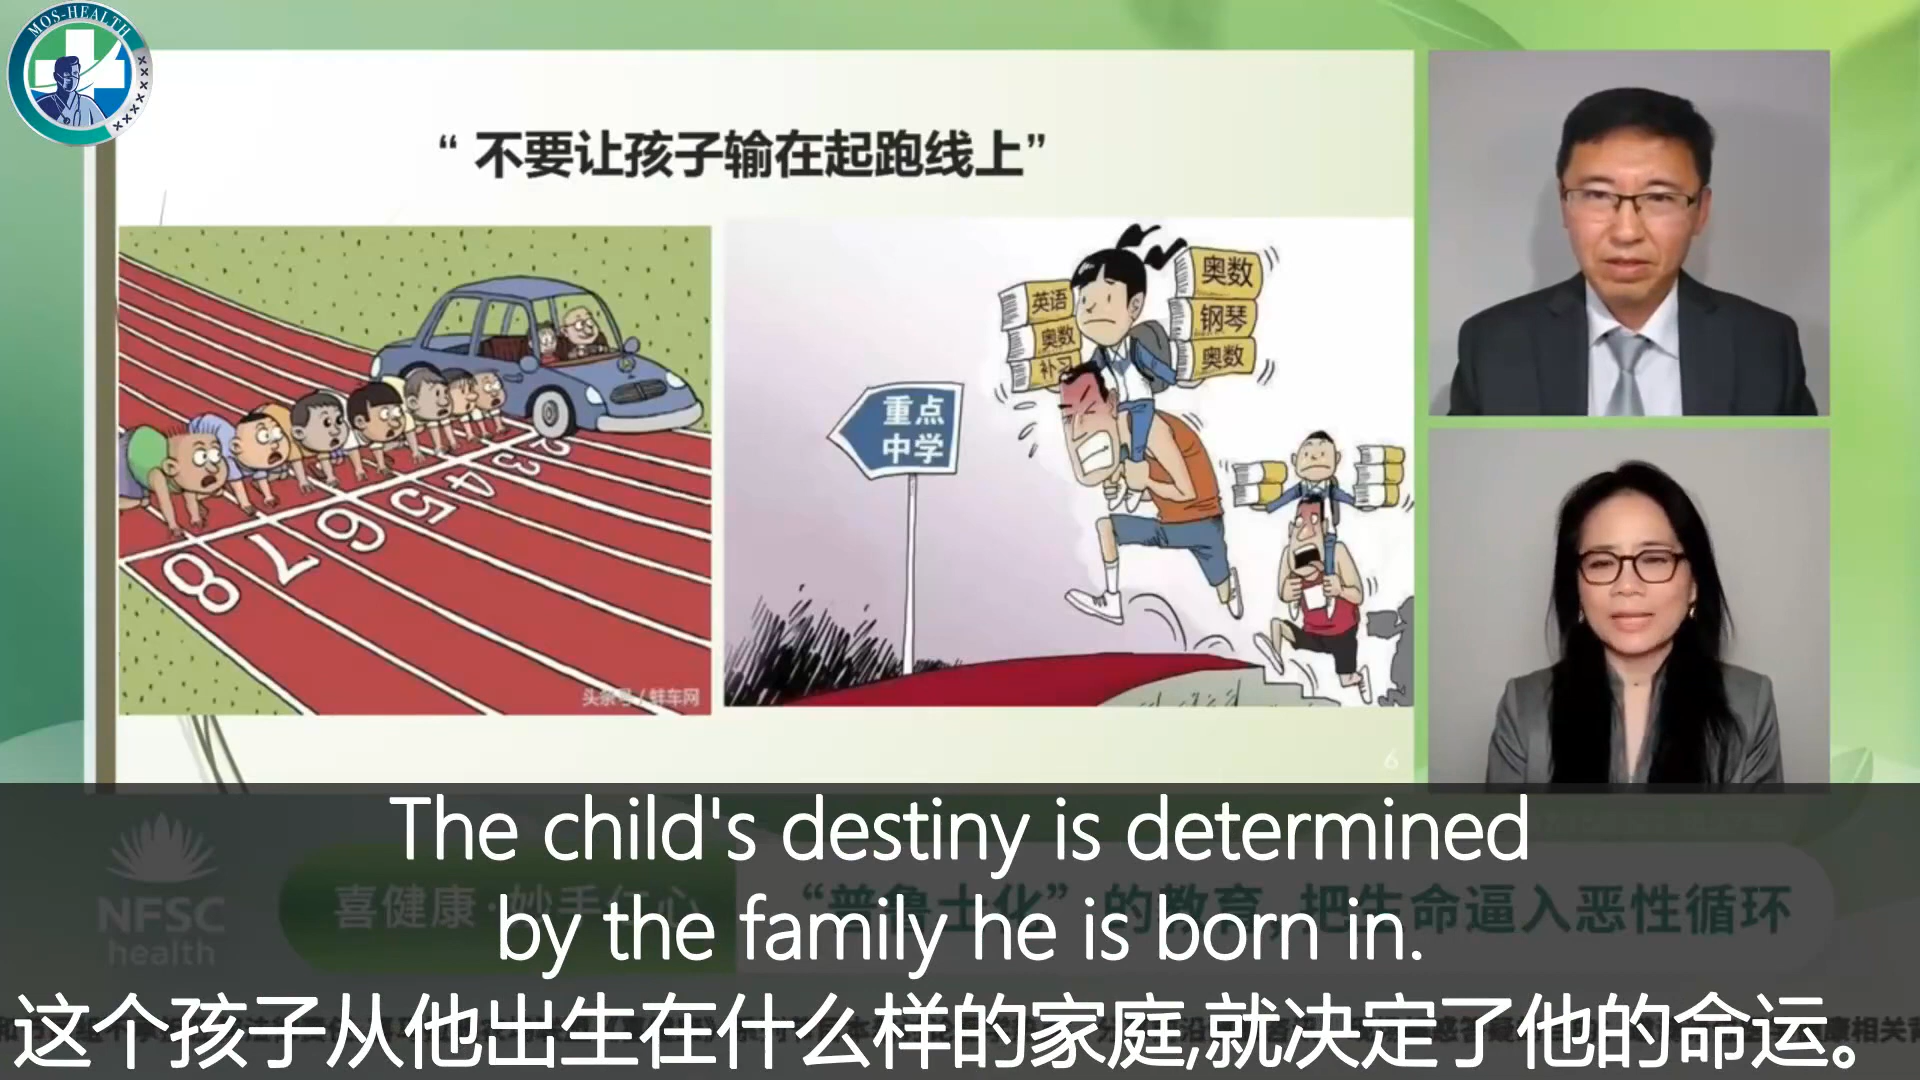 MOS-HEALTH
“ 不要让孩子输在起跑线上”
英语
奥数
补习
奥数
钢琴
奥数
重点
中学
2
3
4
5
6
7
8
头条号 / 蚌车网
6
The child's destiny is determined
by the family he is born in.
NFSC
health
喜健康·妙手仁心
“普鲁士化”的教育, 把生命逼入恶性循环
这个孩子从他出生在什么样的家庭,就决定了他的命运。